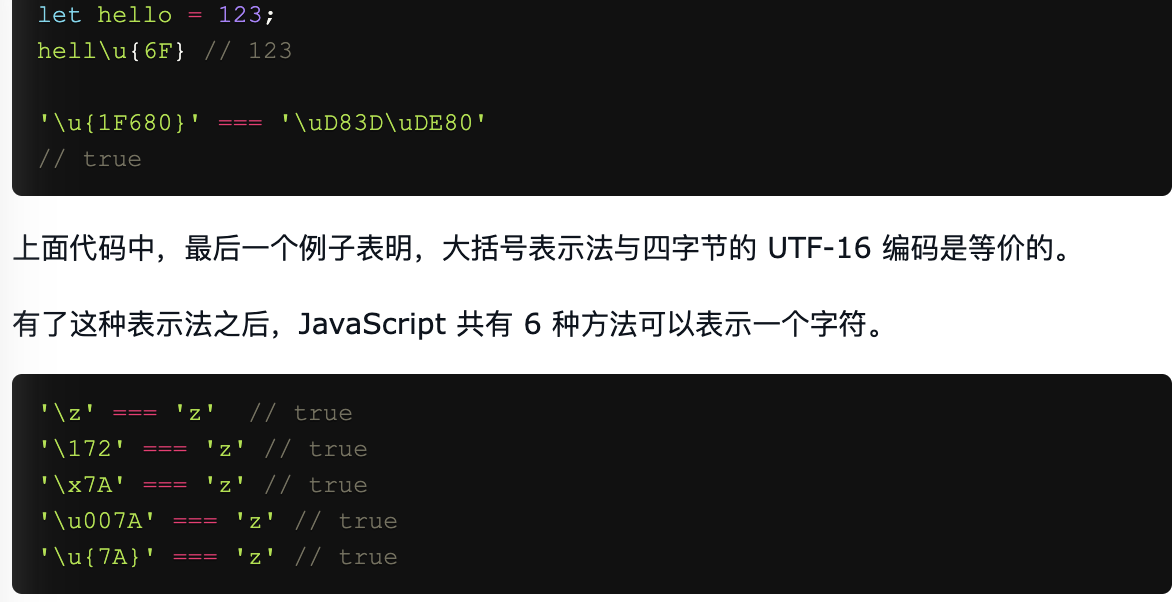 let hello = 123;
hell\u{6F} // 123
'\u{1F680}' === '\uD83D\uDE80'
// true
上面代码中，最后一个例子表明，大括号表示法与四字节的 UTF-16 编码是等价的。
有了这种表示法之后，JavaScript 共有 6 种方法可以表示一个字符。
'\z' === 'z'  // true
'\172' === 'z' // true
'\x7A' === 'z' // true
'\u007A' === 'z' // true
'\u{7A}' === 'z' // true